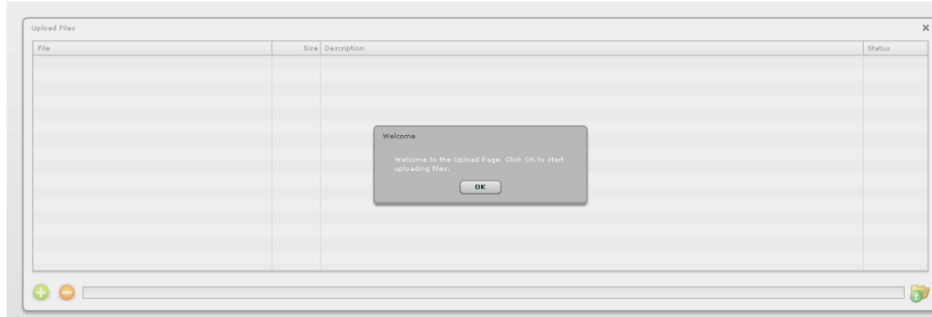 Upload Files
File Size Description Status
Welcome
Welcome to the Upload Page. Click OK to start
uploading files.
OK